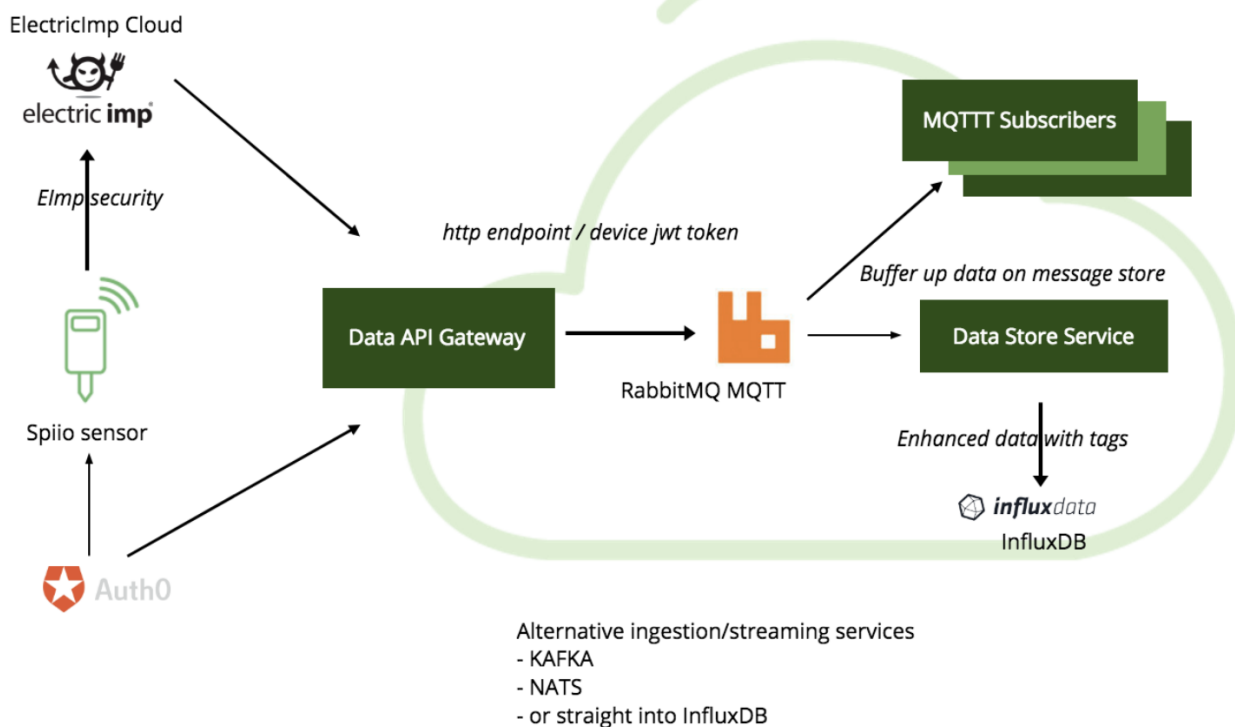 ElectricImp Cloud
electric imp
EImp security
Spiio sensor
Auth0
http endpoint / device jwt token
Data API Gateway
RabbitMQ MQTT
MQTTT Subscribers
Buffer up data on message store
Data Store Service
Enhanced data with tags
influxdata
InfluxDB
Alternative ingestion/streaming services
- KAFKA
- NATS
- or straight into InfluxDB